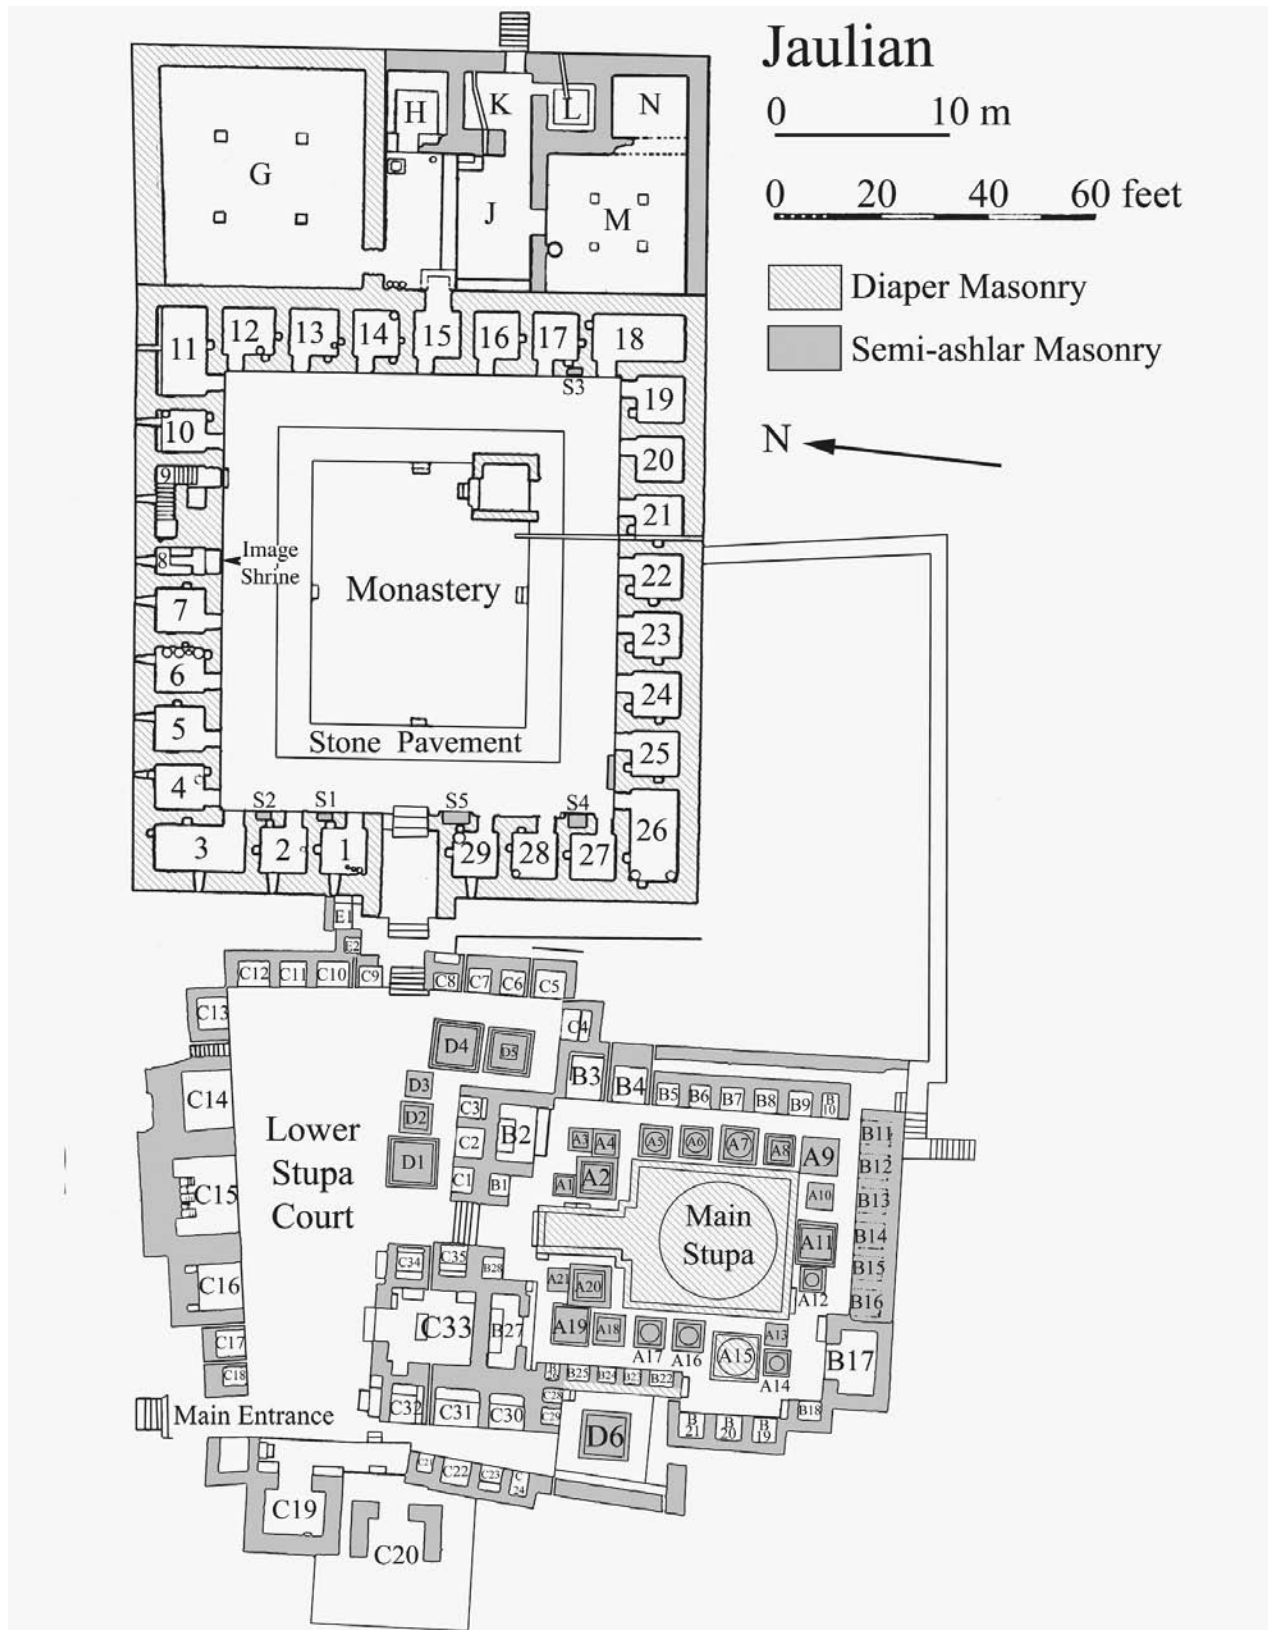 Jaulian
0 10 m
0 20 40 60 feet
Diaper Masonry
Semi-ashlar Masonry
N
H K L N
G J M
11 12 13 14 15 16 17 18
S3
10 19
9 20
8 Image Shrine 21
7 Monastery 22
6 23
5 24
Stone Pavement 25
4
S2 S1 S5 S4
3 2 1 29 28 27 26
E1
E2
C12 C11 C10 C9 C8 C7 C6 C5
C13 C4
D4 D5
B3 B4 B5 B6 B7 B8 B9 B10
C14 D3
C3
Lower Stupa Court
D2 C2 B2 A3 A4 A5 A6 A7 A8 A9 B11
D1 B12
C15 C1 B1 A1 A2 A10 B13
Main Stupa
A11 B14
C34 C35 B28 A21 A20 A12 B15
C16 B16
C33 B27 A19 A18 A17 A16 A15 A13
C17 B17
C18 B26 B25 B24 B23 B22 A14
Main Entrance
C32 C31 C30 C28
C29 B21 B20 B19 B18
D6
C21 C22 C23 C24
C19
C20